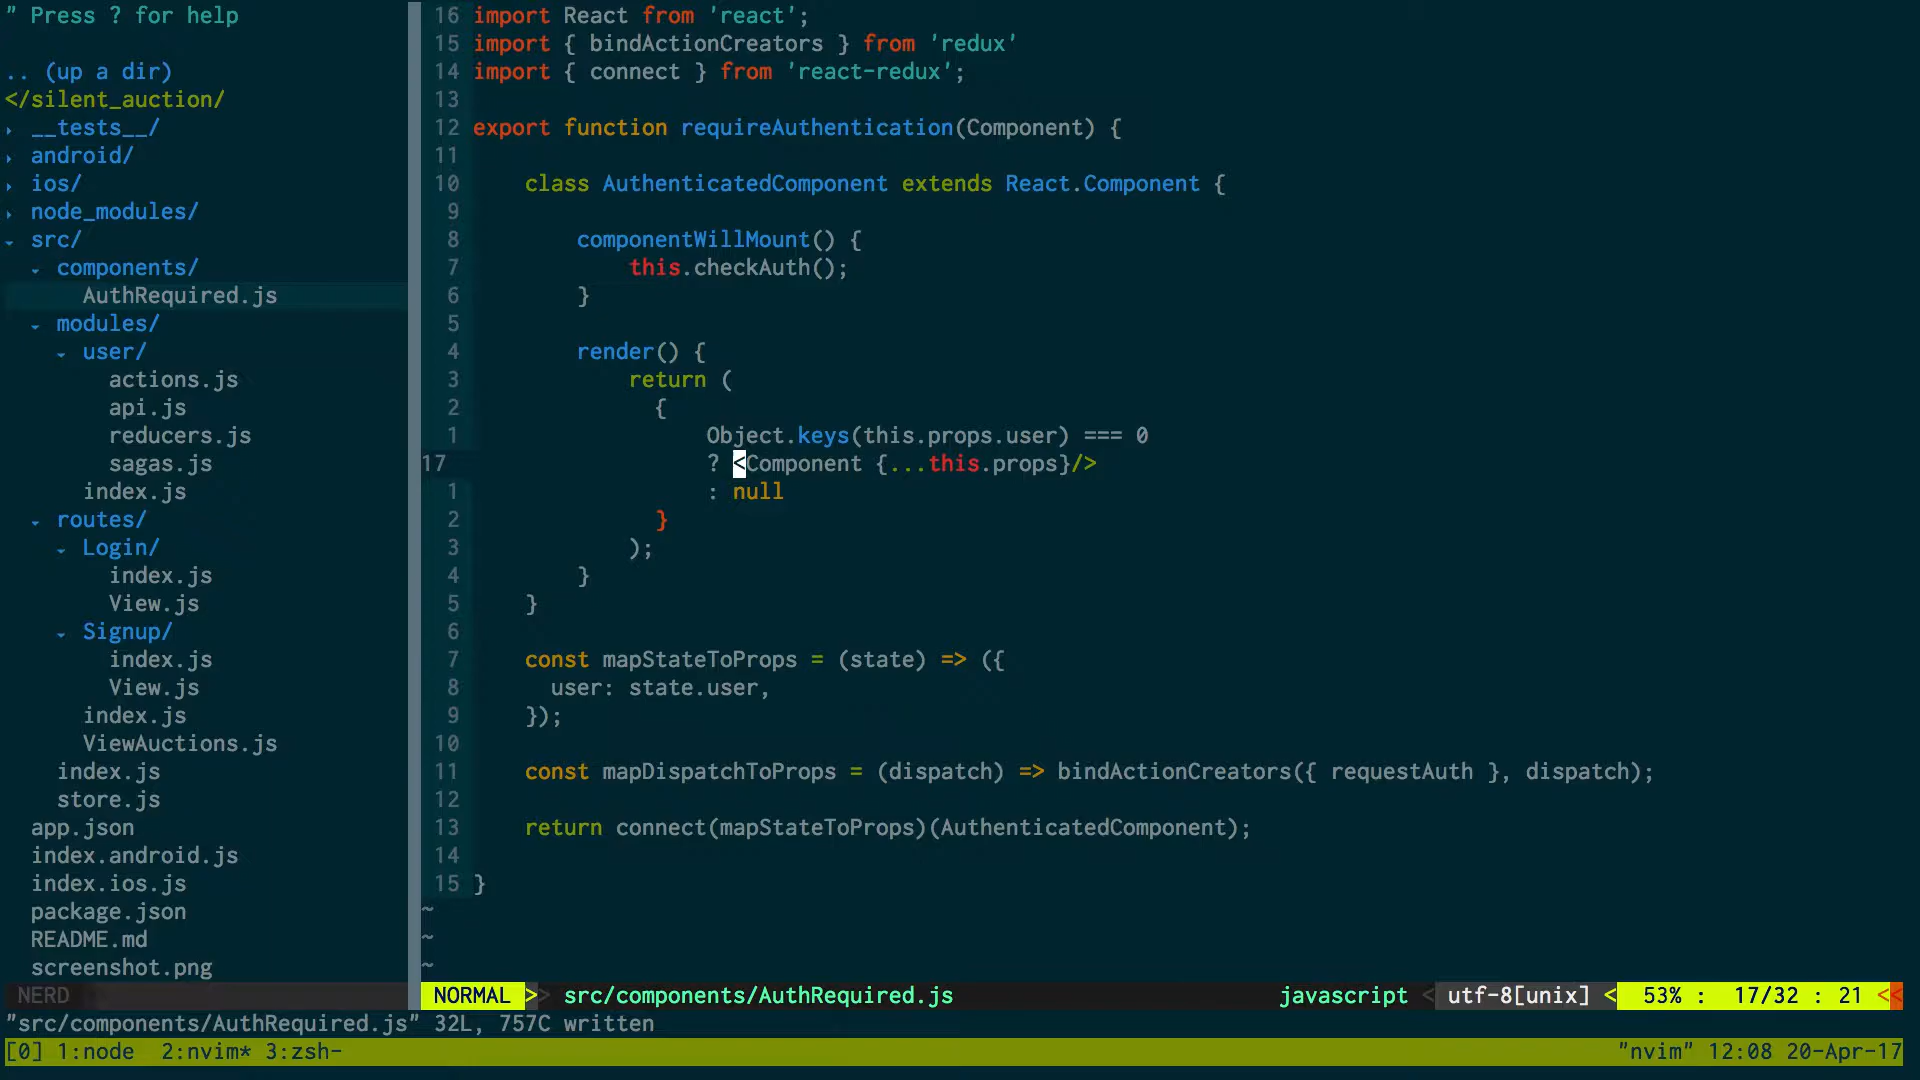 " Press ? for help
.. (up a dir)
</silent_auction/
▸ __tests__/
▸ android/
▸ ios/
▸ node_modules/
▾ src/
▾ components/
AuthRequired.js
▾ modules/
▾ user/
actions.js
api.js
reducers.js
sagas.js
index.js
▾ routes/
▾ Login/
index.js
View.js
▾ Signup/
index.js
View.js
index.js
ViewAuctions.js
index.js
store.js
app.json
index.android.js
index.ios.js
package.json
README.md
screenshot.png
NERD
16 import React from 'react';
15 import { bindActionCreators } from 'redux'
14 import { connect } from 'react-redux';
13
12 export function requireAuthentication(Component) {
11
10     class AuthenticatedComponent extends React.Component {
9
8         componentWillMount() {
7             this.checkAuth();
6         }
5
4         render() {
3             return (
2               {
1                   Object.keys(this.props.user) === 0
17                   ? <Component {...this.props}/>
1                   : null
2               }
3             );
4         }
5     }
6
7     const mapStateToProps = (state) => ({
8       user: state.user,
9     });
10
11     const mapDispatchToProps = (dispatch) => bindActionCreators({ requestAuth }, dispatch);
12
13     return connect(mapStateToProps)(AuthenticatedComponent);
14
15 }
~
~
~
NORMAL >> src/components/AuthRequired.js javascript < utf-8[unix] < 53% : 17/32 : 21 <<
"src/components/AuthRequired.js" 32L, 757C written
[0] 1:node 2:nvim* 3:zsh- "nvim" 12:08 20-Apr-17